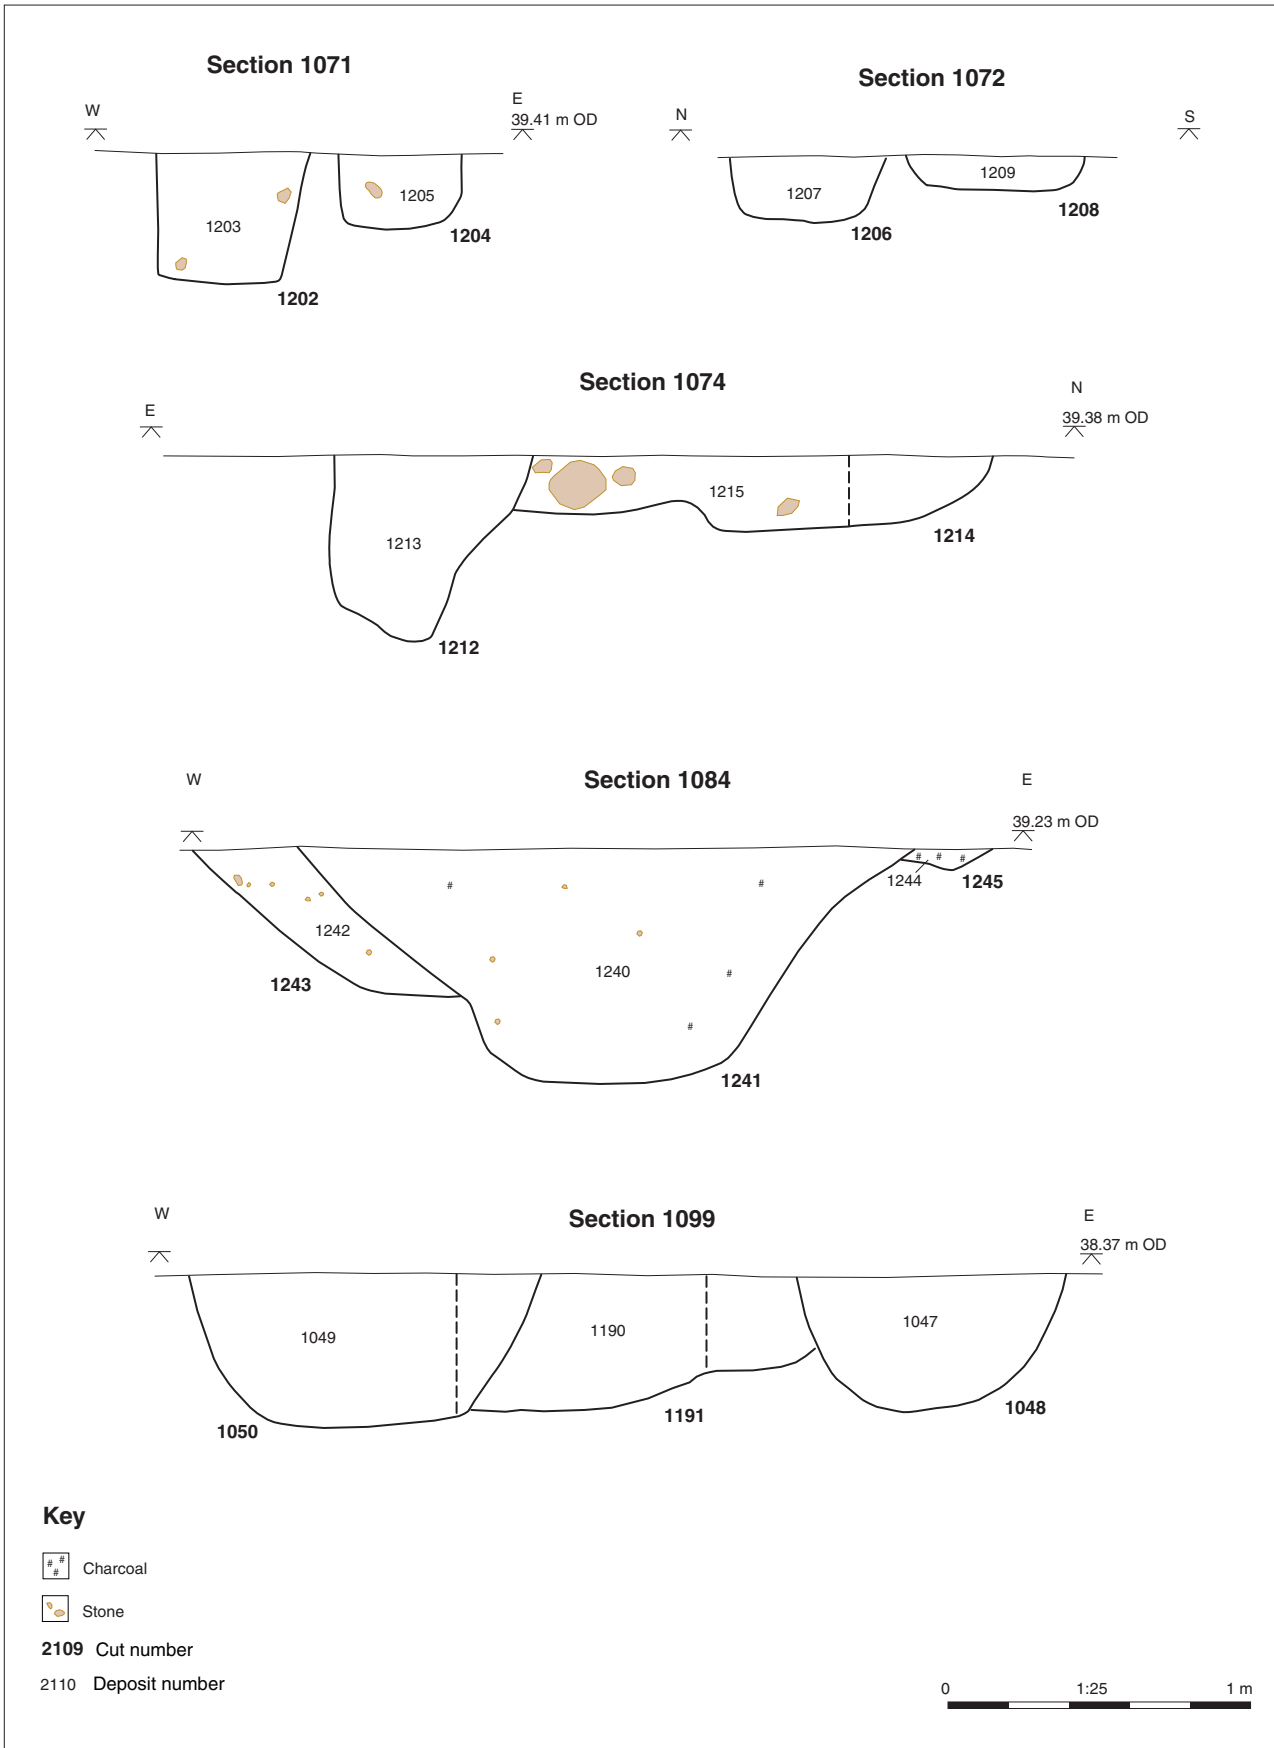 Section 1071
W
E
39.41 m OD
1203
1205
1204
1202
Section 1072
N
S
1207
1209
1208
1206
Section 1074
E
N
39.38 m OD
1215
1213
1214
1212
Section 1084
W
E
39.23 m OD
1244
1245
1242
1240
1243
1241
Section 1099
W
E
38.37 m OD
1049
1190
1047
1050
1191
1048
Key
# # #
Charcoal
Stone
2109 Cut number
2110 Deposit number
0 1:25 1 m